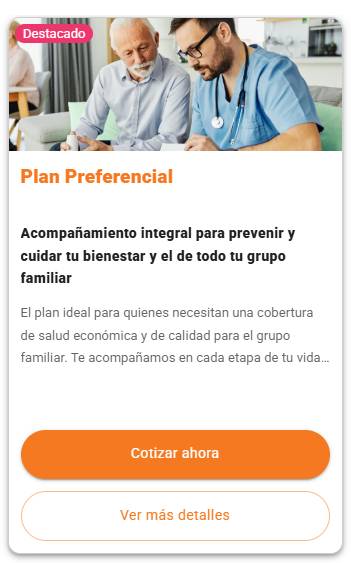 Destacado
Plan Preferencial
Acompañamiento integral para prevenir y
cuidar tu bienestar y el de todo tu grupo
familiar
El plan ideal para quienes necesitan una cobertura
de salud económica y de calidad para el grupo
familiar. Te acompañamos en cada etapa de tu vida...
Cotizar ahora
Ver más detalles